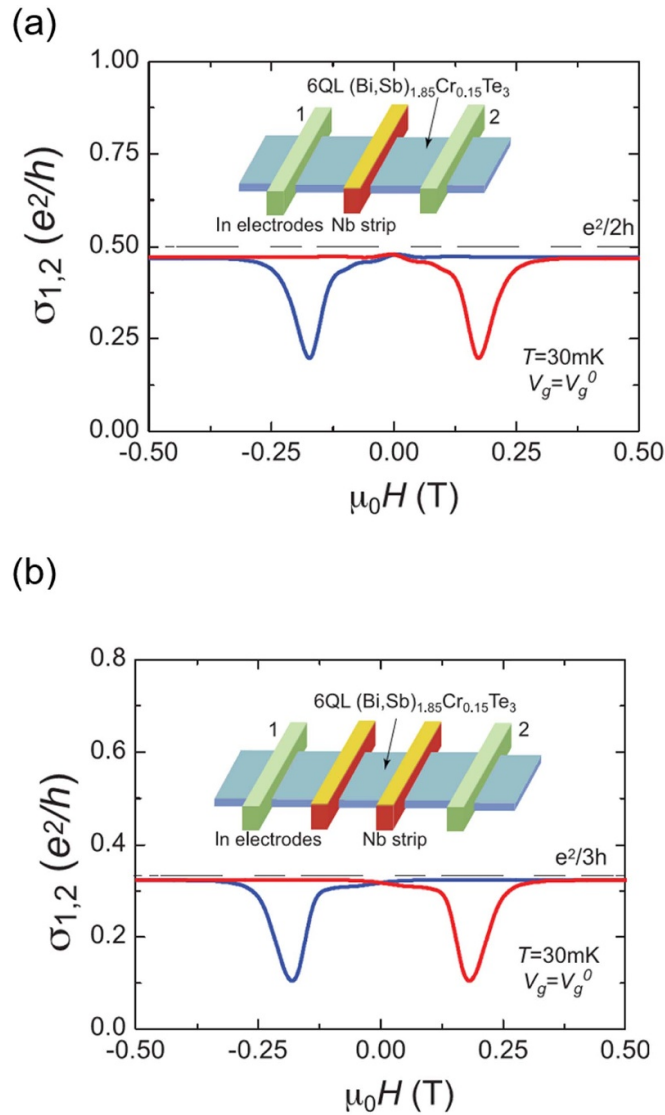 (a)
1.00
0.75
0.50
0.25
0.00
σ1,2 (e²/h)
6QL (Bi,Sb)1.85Cr0.15Te3
1
2
In electrodes
Nb strip
e²/2h
T=30mK
Vg=Vg⁰
-0.50
-0.25
0.00
0.25
0.50
μ0H (T)
(b)
0.8
0.6
0.4
0.2
0.0
σ1,2 (e²/h)
6QL (Bi,Sb)1.85Cr0.15Te3
1
2
In electrodes
Nb strip
e²/3h
T=30mK
Vg=Vg⁰
-0.50
-0.25
0.00
0.25
0.50
μ0H (T)